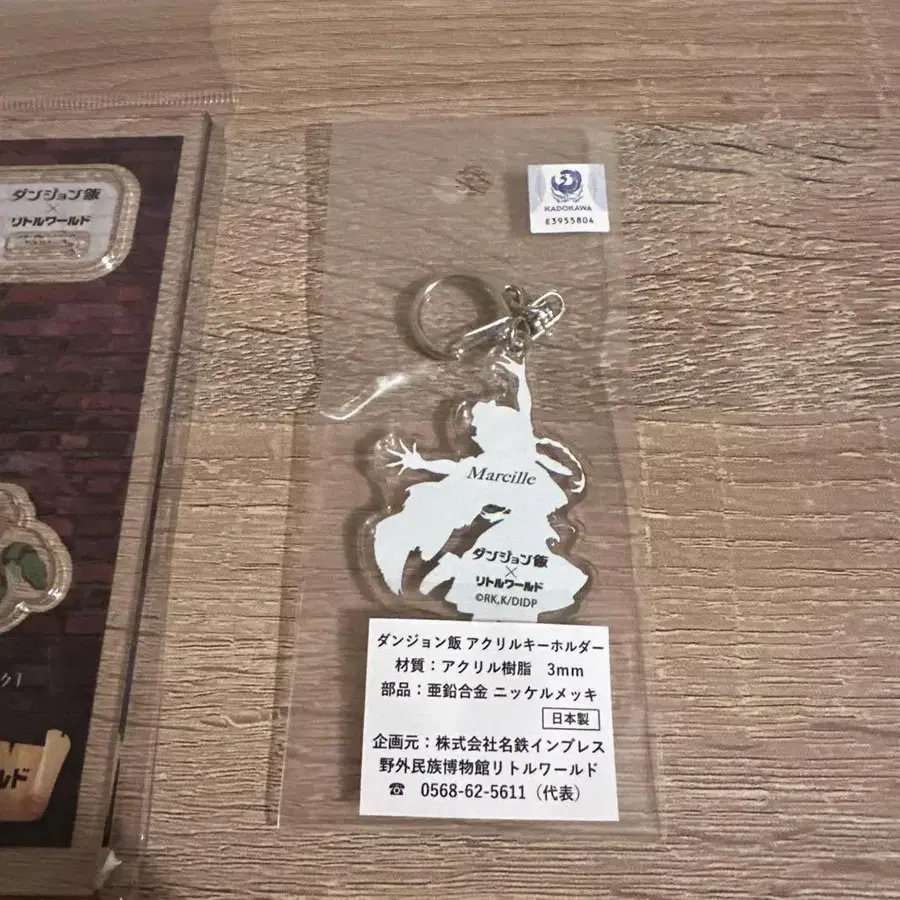 ダンジョン飯
×
リトルワールド
ク!
ルド
KADOKAWA
E3955804
Marcille
ダンジョン飯
×
リトルワールド
©RK,K/DIDP
ダンジョン飯 アクリルキーホルダー
材質：アクリル樹脂 3mm
部品：亜鉛合金 ニッケルメッキ
日本製
企画元：株式会社名鉄インプレス
野外民族博物館リトルワールド
☎ 0568-62-5611（代表）